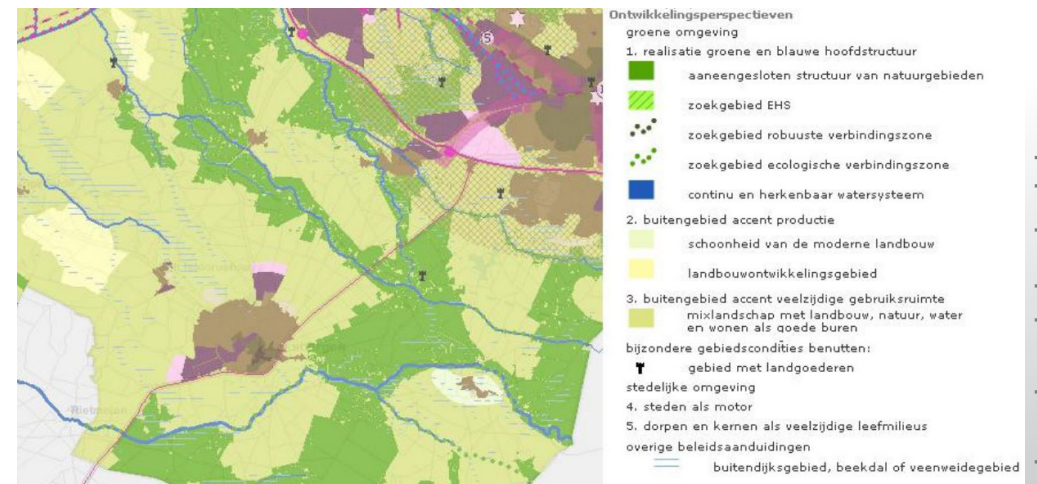 5
Ontwikkelingsperspectieven
groene omgeving
1. realisatie groene en blauwe hoofdstructuur
aaneengesloten structuur van natuurgebieden
zoekgebied EHS
zoekgebied robuuste verbindingszone
zoekgebied ecologische verbindingszone
continu en herkenbaar watersysteem
2. buitengebied accent productie
schoonheid van de moderne landbouw
landbouwontwikkelingsgebied
3. buitengebied accent veelzijdige gebruiksruimte
mixlandschap met landbouw, natuur, water
en wonen als goede buren
bijzondere gebiedscondities benutten:
gebied met landgoederen
stedelijke omgeving
4. steden als motor
5. dorpen en kernen als veelzijdige leefmilieus
overige beleidsaanduidingen
buitendijksgebied, beekdal of veenweidegebied